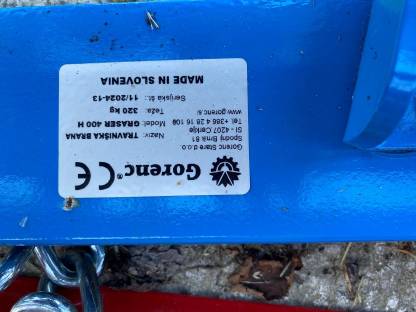 Gorenc® CE
Gorenc Stare d.o.o.
Spodnji Brnik 81
SI - 4207 Cerklje
Tel: +386 4 28 16 108
www.gorenc.si
Naziv: TRAVNIŠKA BRANA
Model: GRASER 400 H
Teža: 320 kg
Serijska št.: 11/2024-13
MADE IN SLOVENIA